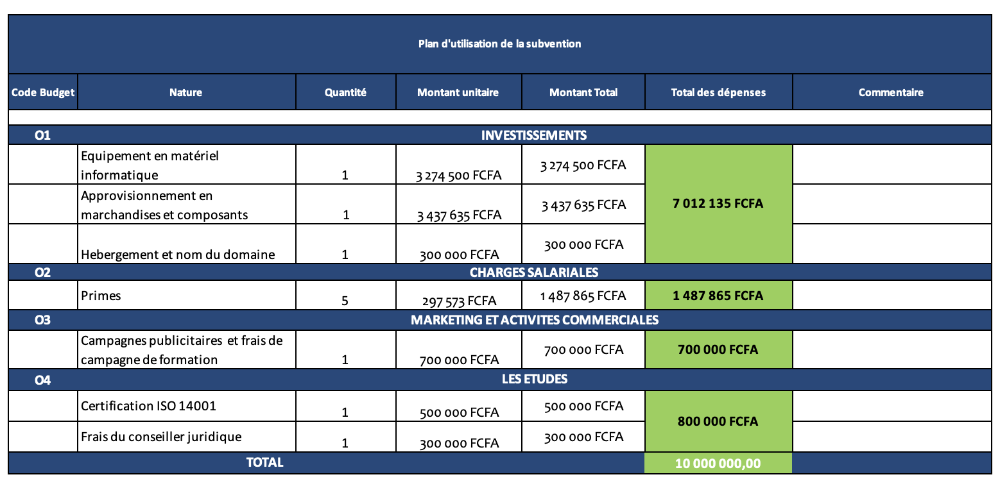 Plan d'utilisation de la subvention
Code Budget Nature Quantité Montant unitaire Montant Total Total des dépenses Commentaire
O1 INVESTISSEMENTS
Equipement en matériel
informatique 1 3 274 500 FCFA 3 274 500 FCFA
Approvisionnement en
marchandises et composants 1 3 437 635 FCFA 3 437 635 FCFA 7 012 135 FCFA
Hebergement et nom du domaine 1 300 000 FCFA 300 000 FCFA
O2 CHARGES SALARIALES
Primes 5 297 573 FCFA 1 487 865 FCFA 1 487 865 FCFA
O3 MARKETING ET ACTIVITES COMMERCIALES
Campagnes publicitaires et frais de
campagne de formation 1 700 000 FCFA 700 000 FCFA 700 000 FCFA
O4 LES ETUDES
Certification ISO 14001 1 500 000 FCFA 500 000 FCFA 800 000 FCFA
Frais du conseiller juridique 1 300 000 FCFA 300 000 FCFA
TOTAL 10 000 000,00